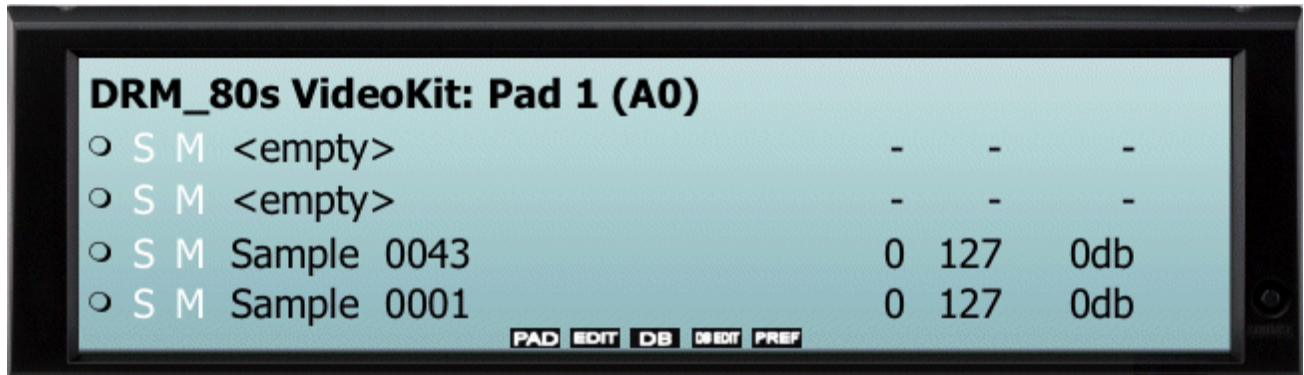 DRM_80s VideoKit: Pad 1 (A0)
S M <empty> - - -
S M <empty> - - -
S M Sample 0043 0 127 0db
S M Sample 0001 0 127 0db
PAD EDIT DB DB EDIT PREF